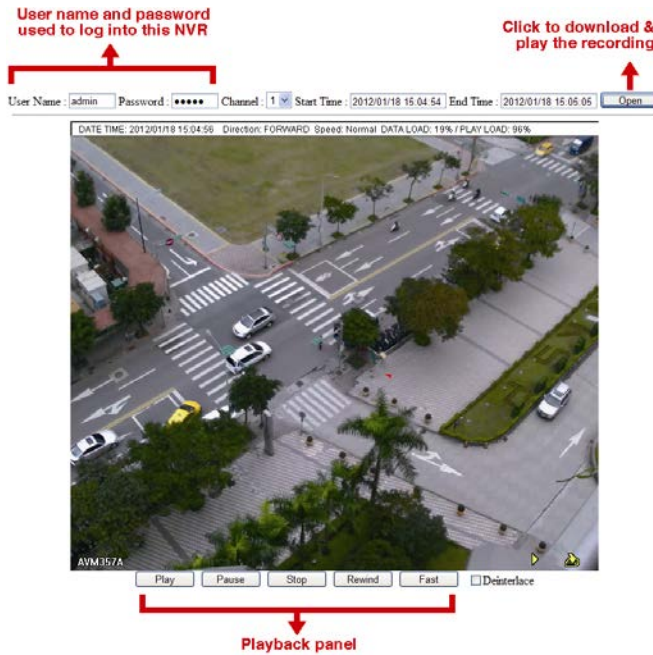 User name and password
used to log into this NVR
Click to download &
play the recording
User Name : admin Password : ●●●●● Channel : 1 Start Time : 2012/01/18 15:04:54 End Time : 2012/01/18 15:05:05 Open
DATE TIME: 2012/01/18 15:04:56 Direction: FORWARD Speed: Normal DATA LOAD: 19% / PLAY LOAD: 96%
AVM357A
Play Pause Stop Rewind Fast Deinterlace
Playback panel